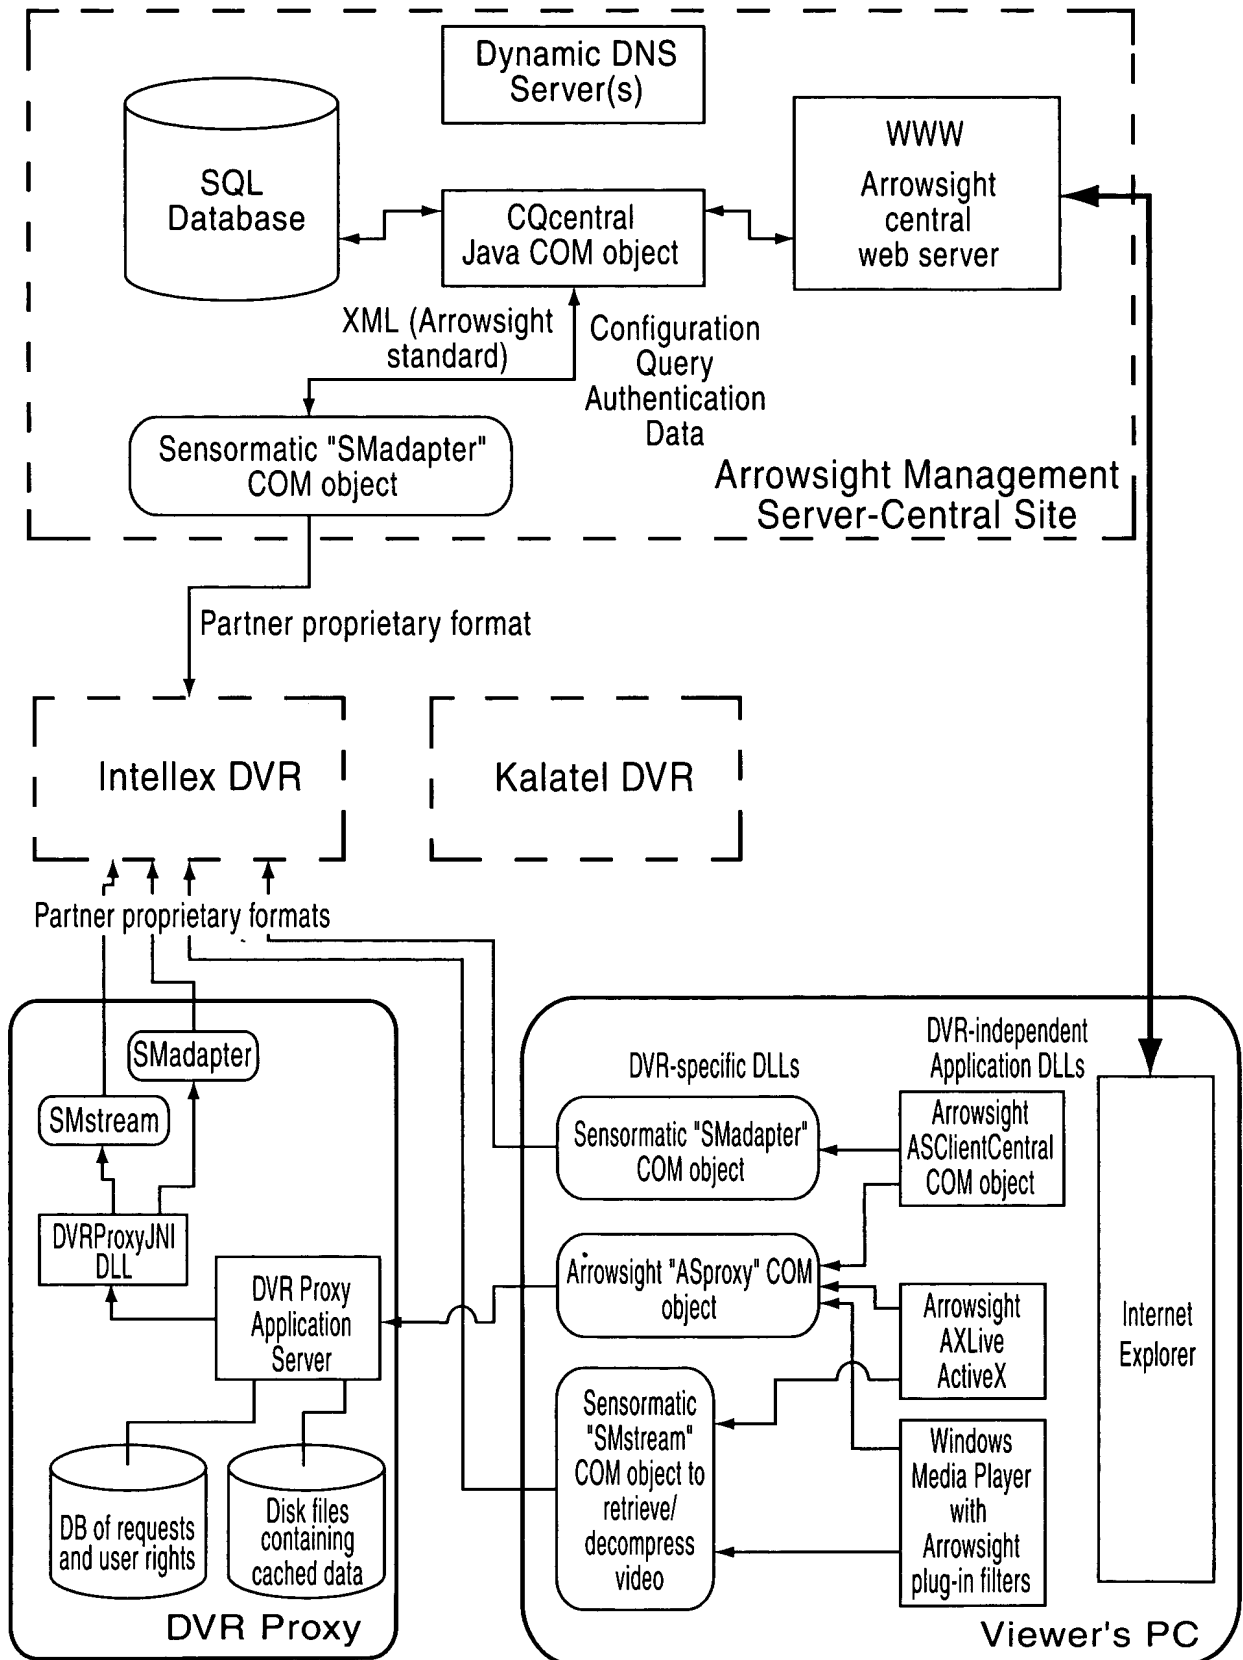 Dynamic DNS
Server(s)
SQL
Database
CQcentral
Java COM object
WWW
Arrowsight
central
web server
XML (Arrowsight
standard)
Configuration
Query
Authentication
Data
Sensormatic "SMadapter"
COM object
Arrowsight Management
Server-Central Site
Partner proprietary format
Intellex DVR
Kalatel DVR
Partner proprietary formats
SMadapter
SMstream
DVRProxyJNI
DLL
DVR Proxy
Application
Server
DB of requests
and user rights
Disk files
containing
cached data
DVR Proxy
DVR-specific DLLs
DVR-independent
Application DLLs
Sensormatic "SMadapter"
COM object
Arrowsight
ASClientCentral
COM object
Arrowsight "ASproxy" COM
object
Arrowsight
AXLive
ActiveX
Internet
Explorer
Sensormatic
"SMstream"
COM object to
retrieve/
decompress
video
Windows
Media Player
with
Arrowsight
plug-in filters
Viewer's PC